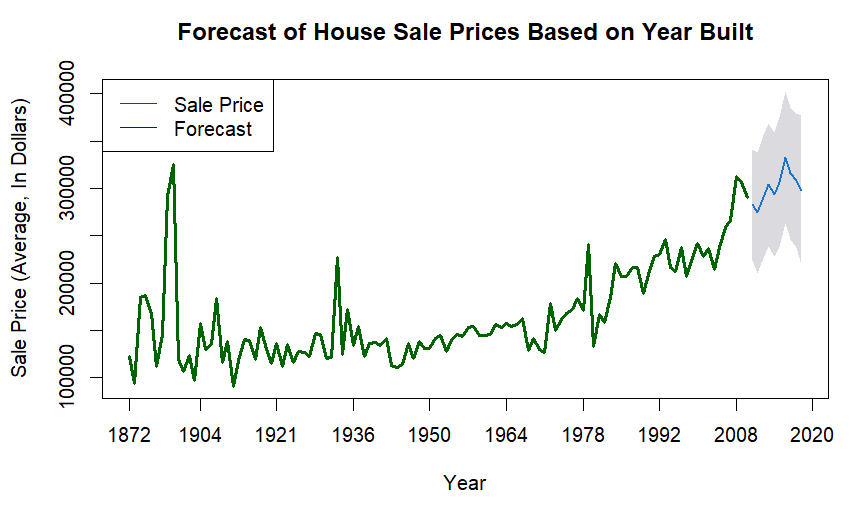 Forecast of House Sale Prices Based on Year Built
Sale Price (Average, In Dollars)
400000
300000
200000
100000
Sale Price
Forecast
1872 1904 1921 1936 1950 1964 1978 1992 2008 2020
Year